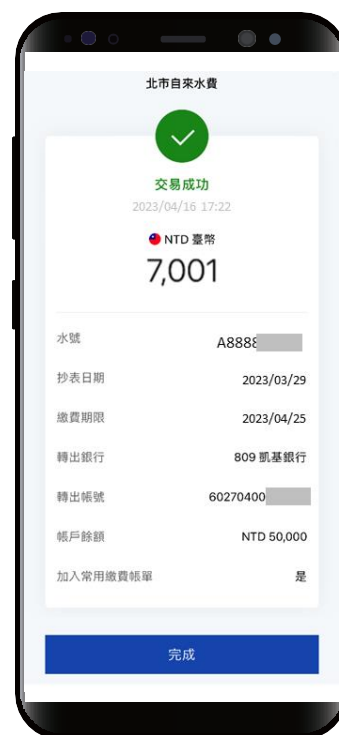 北市自來水費
交易成功
2023/04/16 17:22
NTD 臺幣
7,001
水號 A8888
抄表日期 2023/03/29
繳費期限 2023/04/25
轉出銀行 809 凱基銀行
轉出帳號 60270400
帳戶餘額 NTD 50,000
加入常用繳費帳單 是
完成